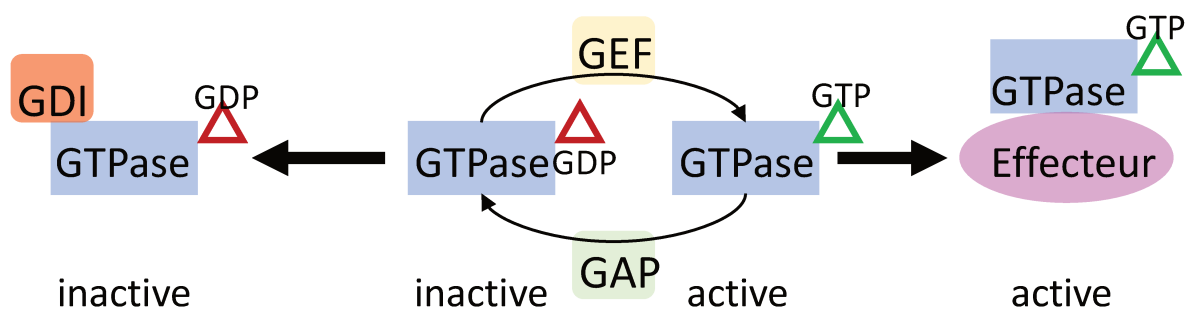 GDI
GDP
GTPase
inactive
GEF
GTPase
GDP
inactive
GAP
GTP
GTPase
active
GTP
GTPase
Effecteur
active